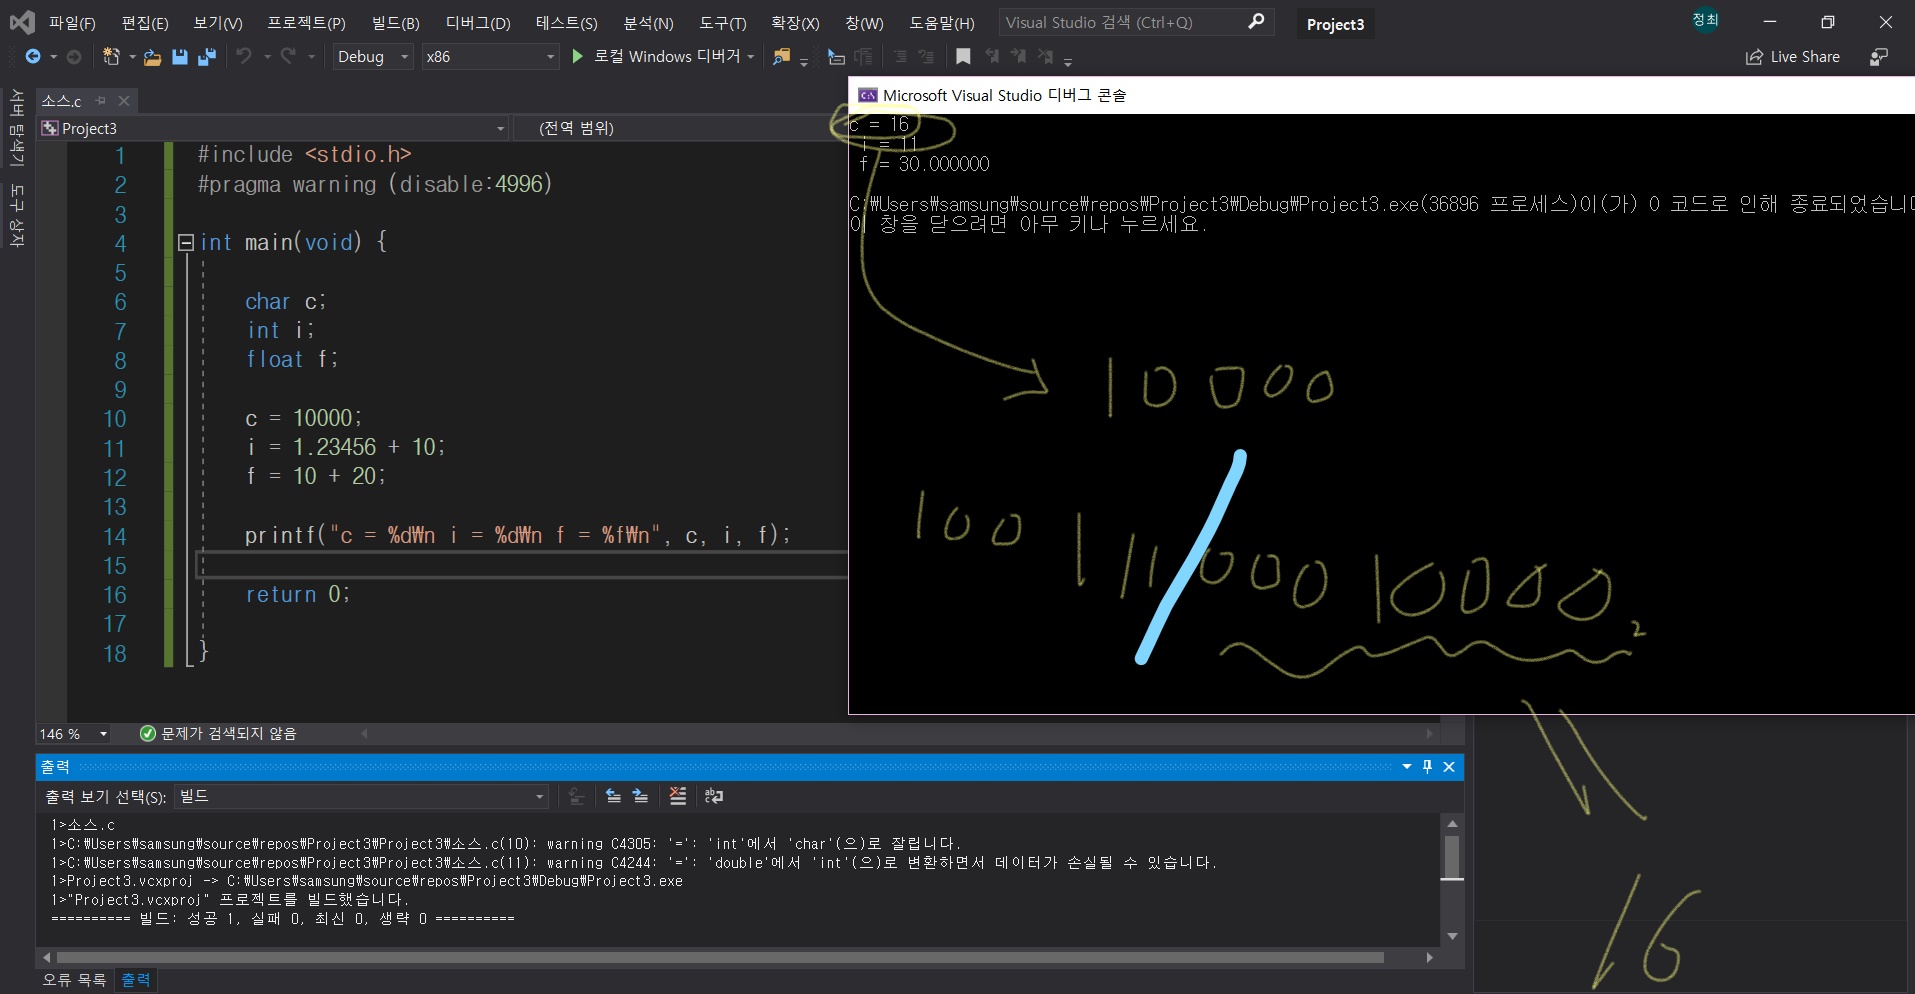 파일(F) 편집(E) 보기(V) 프로젝트(P) 빌드(B) 디버그(D) 테스트(S) 분석(N) 도구(T) 확장(X) 창(W) 도움말(H) Visual Studio 검색 (Ctrl+Q) Project3 정최
Debug x86 로컬 Windows 디버거 Live Share
서버 탐색기
도구 상자
소스.c
Project3 (전역 범위)
1 #include <stdio.h>
2 #pragma warning (disable:4996)
3
4 int main(void) {
5
6 char c;
7 int i;
8 float f;
9
10 c = 10000;
11 i = 1.23456 + 10;
12 f = 10 + 20;
13
14 printf("c = %d₩n i = %d₩n f = %f₩n", c, i, f);
15
16 return 0;
17
18 }
Microsoft Visual Studio 디버그 콘솔
c = 16
i = 11
f = 30.000000
C:₩Users₩samsung₩source₩repos₩Project3₩Debug₩Project3.exe(36896 프로세스)이(가) 0 코드로 인해 종료되었습니
이 창을 닫으려면 아무 키나 누르세요.
10000
100111000 10000₂
16
146 % 문제가 검색되지 않음
출력
출력 보기 선택(S): 빌드
1>소스.c
1>C:₩Users₩samsung₩source₩repos₩Project3₩Project3₩소스.c(10): warning C4305: '=': 'int'에서 'char'(으)로 잘립니다.
1>C:₩Users₩samsung₩source₩repos₩Project3₩Project3₩소스.c(11): warning C4244: '=': 'double'에서 'int'(으)로 변환하면서 데이터가 손실될 수 있습니다.
1>Project3.vcxproj -> C:₩Users₩samsung₩source₩repos₩Project3₩Debug₩Project3.exe
1>"Project3.vcxproj" 프로젝트를 빌드했습니다.
========== 빌드: 성공 1, 실패 0, 최신 0, 생략 0 ==========
오류 목록 출력